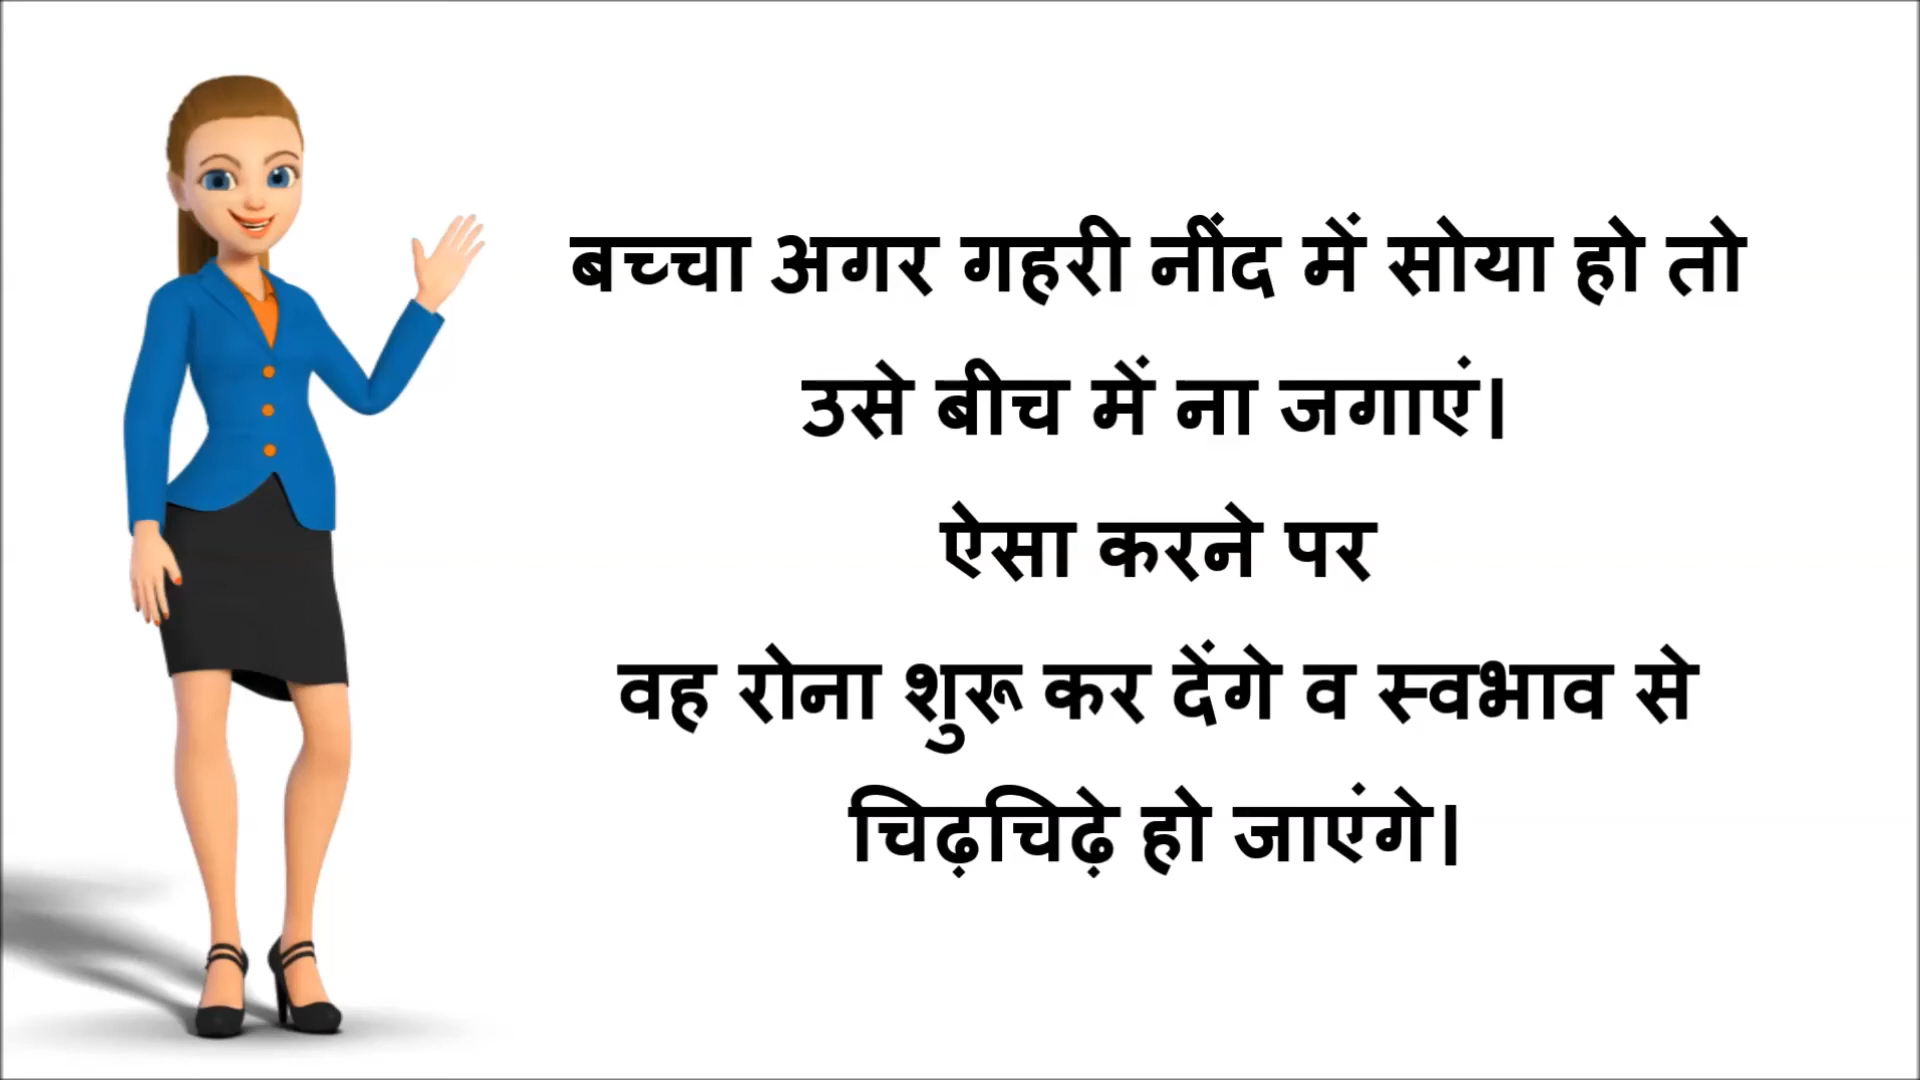 बच्चा अगर गहरी नींद में सोया हो तो
उसे बीच में ना जगाएं।
ऐसा करने पर
वह रोना शुरू कर देंगे व स्वभाव से
चिढ़चिढ़े हो जाएंगे।